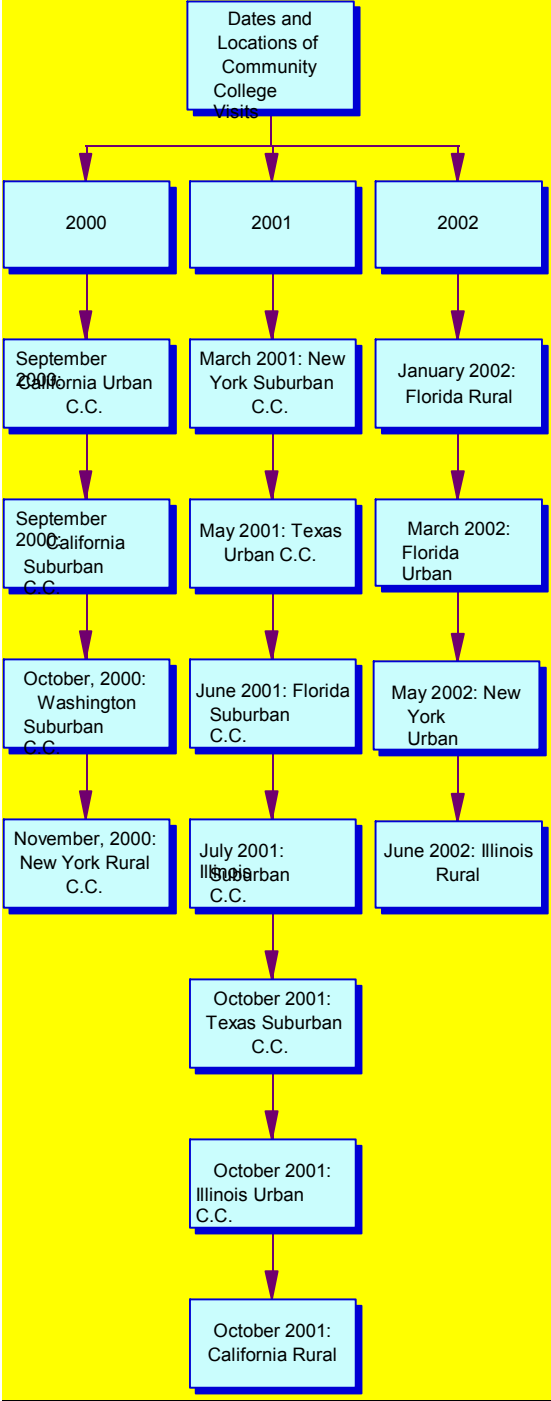 Dates and
Locations of
Community
College
Visits
2000
2001
2002
September
2000:
California Urban
C.C.
September
2000:
California
Suburban
C.C.
October, 2000:
Washington
Suburban
C.C.
November, 2000:
New York Rural
C.C.
March 2001: New
York Suburban
C.C.
May 2001: Texas
Urban C.C.
June 2001: Florida
Suburban
C.C.
July 2001:
Illinois
Suburban
C.C.
October 2001:
Texas Suburban
C.C.
October 2001:
Illinois Urban
C.C.
October 2001:
California Rural
January 2002:
Florida Rural
March 2002:
Florida
Urban
May 2002: New
York
Urban
June 2002: Illinois
Rural